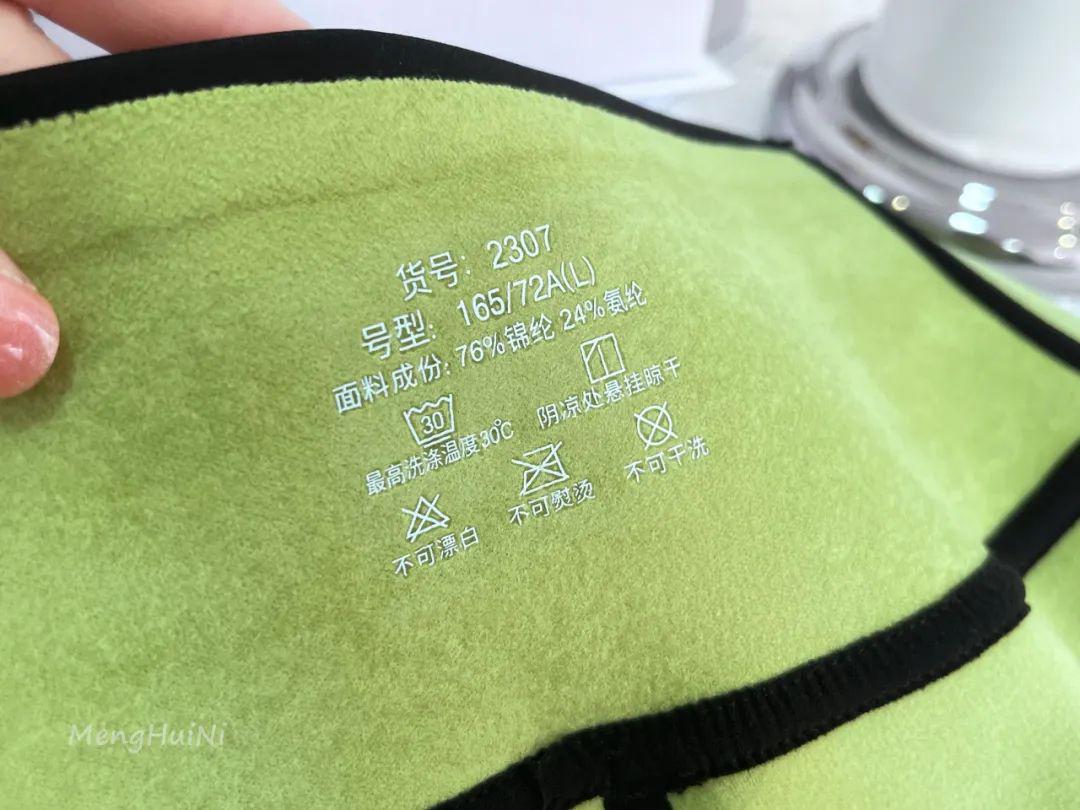 货号：2307
号型：165/72A(L)
面料成份：76%锦纶 24%氨纶
30
最高洗涤温度30℃
阴凉处悬挂晾干
不可漂白
不可熨烫
不可干洗
MengHuiNi